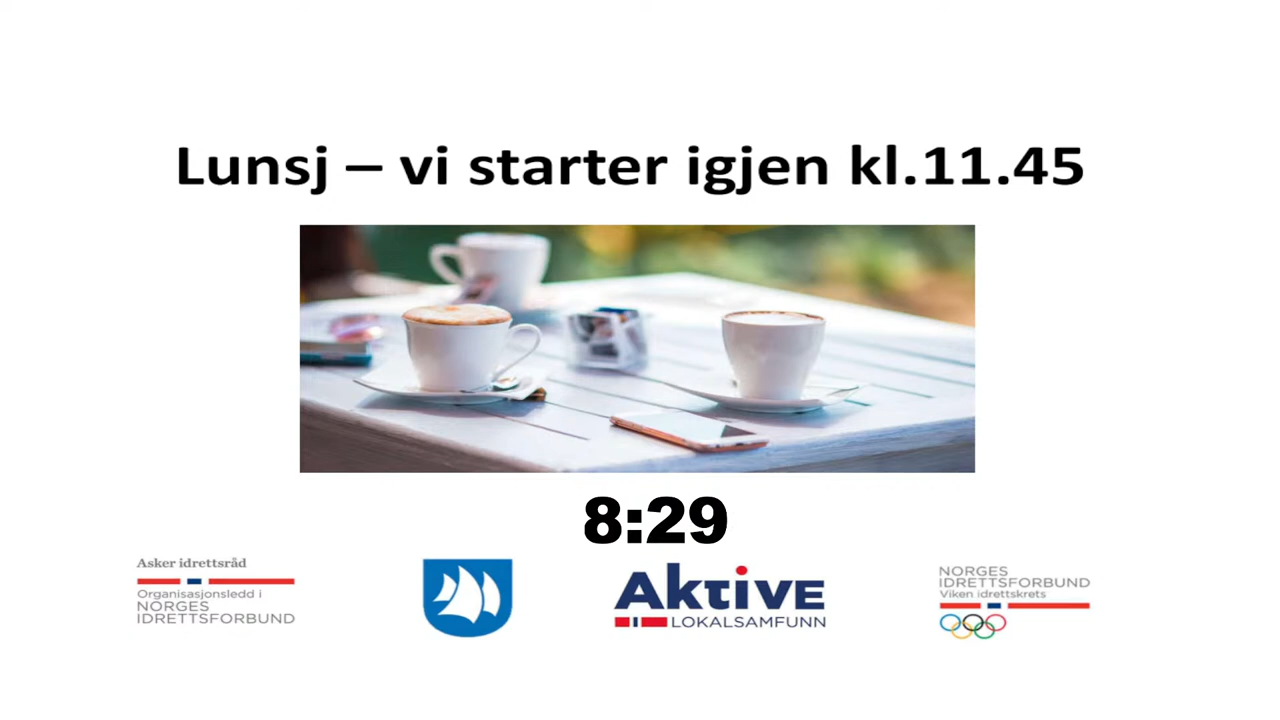 Lunsj – vi starter igjen kl.11.45
8:29
Asker idrettsråd
Organisasjonsledd i
NORGES
IDRETTSFORBUND
Aktive
LOKALSAMFUNN
NORGES
IDRETTSFORBUND
Viken idrettskrets